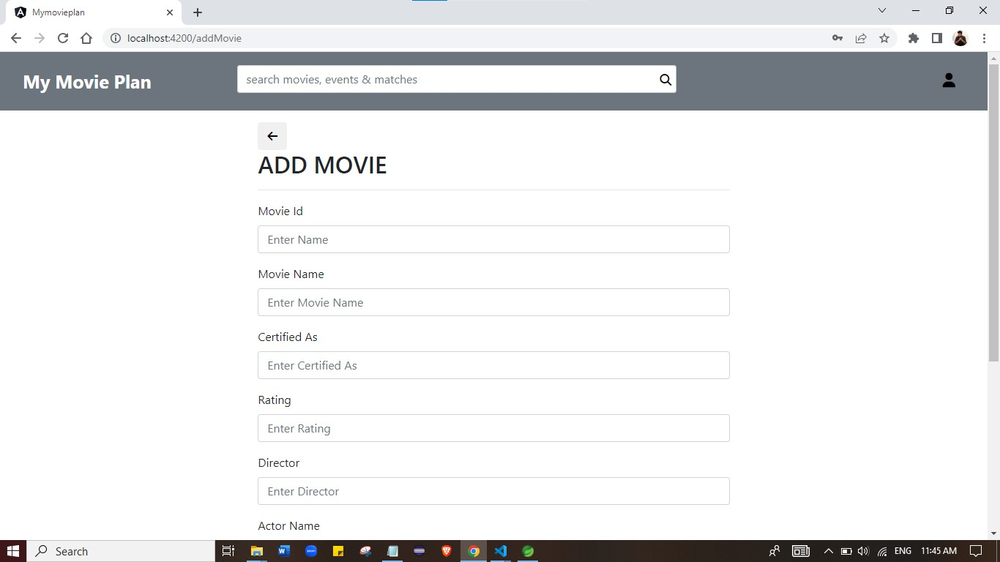 Mymovieplan
localhost:4200/addMovie
My Movie Plan
search movies, events & matches
ADD MOVIE
Movie Id
Enter Name
Movie Name
Enter Movie Name
Certified As
Enter Certified As
Rating
Enter Rating
Director
Enter Director
Actor Name
Search
ENG
11:45 AM